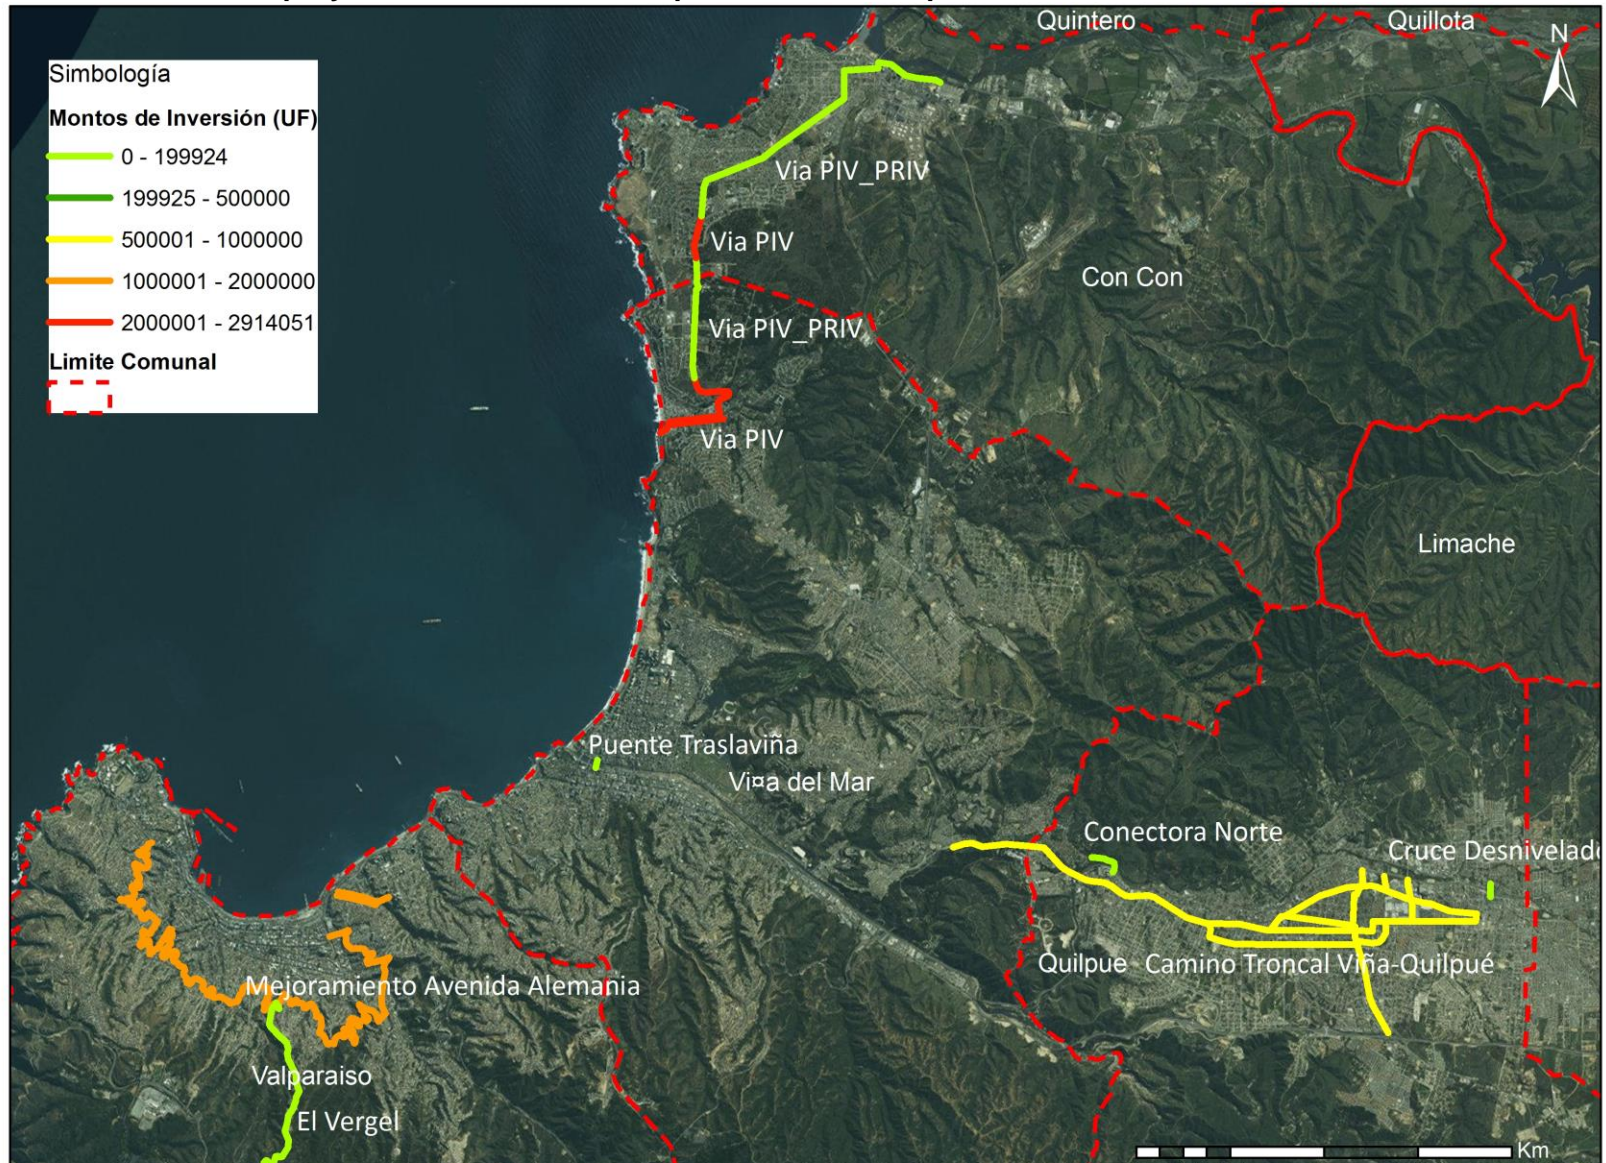 Quintero
Quillota
N
Simbología
Montos de Inversión (UF)
0 - 199924
199925 - 500000
500001 - 1000000
1000001 - 2000000
2000001 - 2914051
Limite Comunal
Via PIV_PRIV
Via PIV
Con Con
Via PIV_PRIV
Via PIV
Limache
Puente Traslaviña
Vi¤a del Mar
Conectora Norte
Cruce Desnivelado
Quilpue
Camino Troncal Viña-Quilpué
Mejoramiento Avenida Alemania
Valparaiso
El Vergel
Km